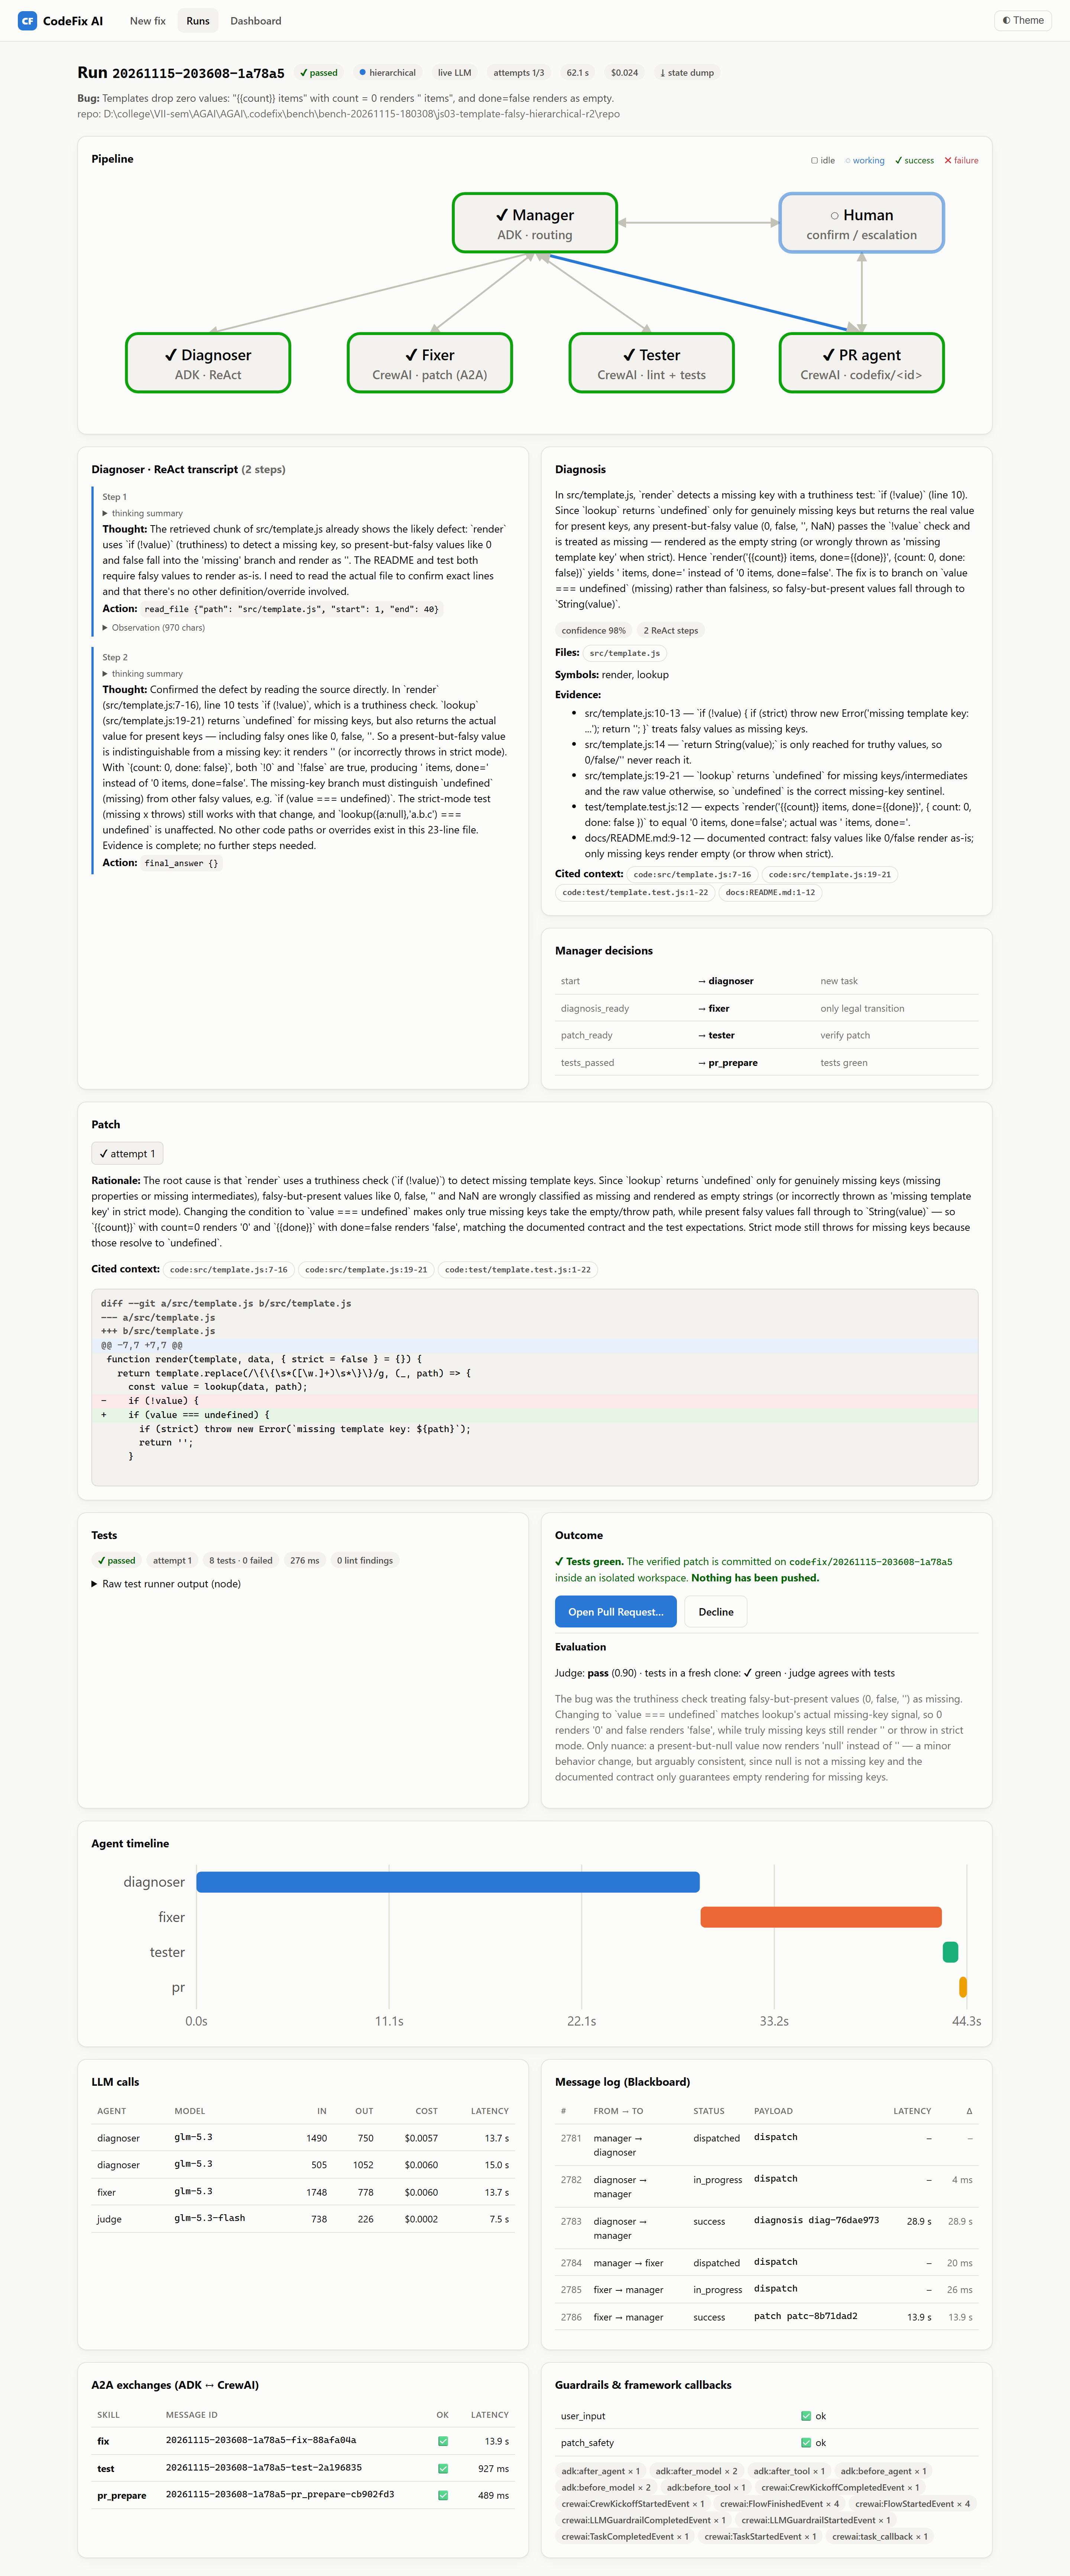 CF CodeFix AI New fix Runs Dashboard ◐ Theme
Run 20261115-203608-1a78a5 ✓ passed hierarchical live LLM attempts 1/3 62.1 s $0.024 ↓ state dump
Bug: Templates drop zero values: "{{count}} items" with count = 0 renders " items", and done=false renders as empty.
repo: D:\college\VII-sem\AGAI\AGAI\.codefix\bench\bench-20261115-180308\js03-template-falsy-hierarchical-r2\repo
Pipeline
▢ idle ◌ working ✓ success ✕ failure
✓ Manager
ADK · routing
◌ Human
confirm / escalation
✓ Diagnoser
ADK · ReAct
✓ Fixer
CrewAI · patch (A2A)
✓ Tester
CrewAI · lint + tests
✓ PR agent
CrewAI · codefix/<id>
Diagnoser · ReAct transcript (2 steps)
Step 1
▶ thinking summary
Thought: The retrieved chunk of src/template.js already shows the likely defect: `render`
uses `if (!value)` (truthiness) to detect a missing key, so present-but-falsy values like 0
and false fall into the 'missing' branch and render as ''. The README and test both
require falsy values to render as-is. I need to read the actual file to confirm exact lines
and that there's no other definition/override involved.
Action: read_file {"path": "src/template.js", "start": 1, "end": 40}
▶ Observation (970 chars)
Step 2
▶ thinking summary
Thought: Confirmed the defect by reading the source directly. In `render`
(src/template.js:7-16), line 10 tests `if (!value)`, which is a truthiness check. `lookup`
(src/template.js:19-21) returns `undefined` for missing keys, but also returns the actual
value for present keys — including falsy ones like 0, false, ''. So a present-but-falsy value
is indistinguishable from a missing key: it renders '' (or incorrectly throws in strict mode).
With `{count: 0, done: false}`, both `!0` and `!false` are true, producing ' items, done='
instead of '0 items, done=false'. The missing-key branch must distinguish `undefined`
(missing) from other falsy values, e.g. `if (value === undefined)`. The strict-mode test
(missing x throws) still works with that change, and `lookup({a:null},'a.b.c') ===
undefined` is unaffected. No other code paths or overrides exist in this 23-line file.
Evidence is complete; no further steps needed.
Action: final_answer {}
Diagnosis
In src/template.js, `render` detects a missing key with a truthiness test: `if (!value)` (line 10).
Since `lookup` returns `undefined` only for genuinely missing keys but returns the real value
for present keys, any present-but-falsy value (0, false, '', NaN) passes the `!value` check and
is treated as missing — rendered as the empty string (or wrongly thrown as 'missing
template key' when strict). Hence `render('{{count}} items, done={{done}}', {count: 0, done:
false})` yields ' items, done=' instead of '0 items, done=false'. The fix is to branch on `value
=== undefined` (missing) rather than falsiness, so falsy-but-present values fall through to
`String(value)`.
confidence 98% 2 ReAct steps
Files: src/template.js
Symbols: render, lookup
Evidence:
• src/template.js:10-13 — `if (!value) { if (strict) throw new Error('missing template key:
...'); return ''; }` treats falsy values as missing keys.
• src/template.js:14 — `return String(value);` is only reached for truthy values, so
0/false/'' never reach it.
• src/template.js:19-21 — `lookup` returns `undefined` for missing keys/intermediates
and the raw value otherwise, so `undefined` is the correct missing-key sentinel.
• test/template.test.js:12 — expects `render('{{count}} items, done={{done}}', { count: 0,
done: false })` to equal '0 items, done=false'; actual was ' items, done='.
• docs/README.md:9-12 — documented contract: falsy values like 0/false render as-is;
only missing keys render empty (or throw when strict).
Cited context: code:src/template.js:7-16 code:src/template.js:19-21
code:test/template.test.js:1-22 docs:README.md:1-12
Manager decisions
start → diagnoser new task
diagnosis_ready → fixer only legal transition
patch_ready → tester verify patch
tests_passed → pr_prepare tests green
Patch
✓ attempt 1
Rationale: The root cause is that `render` uses a truthiness check (`if (!value)`) to detect missing template keys. Since `lookup` returns `undefined` only for genuinely missing keys (missing
properties or missing intermediates), falsy-but-present values like 0, false, '' and NaN are wrongly classified as missing and rendered as empty strings (or incorrectly thrown as 'missing template
key' in strict mode). Changing the condition to `value === undefined` makes only true missing keys take the empty/throw path, while present falsy values fall through to `String(value)` — so
`{{count}}` with count=0 renders '0' and `{{done}}` with done=false renders 'false', matching the documented contract and the test expectations. Strict mode still throws for missing keys because
those resolve to `undefined`.
Cited context: code:src/template.js:7-16 code:src/template.js:19-21 code:test/template.test.js:1-22
diff --git a/src/template.js b/src/template.js
--- a/src/template.js
+++ b/src/template.js
@@ -7,7 +7,7 @@
function render(template, data, { strict = false } = {}) {
return template.replace(/\{\{\s*([\w.]+)\s*\}\}/g, (_, path) => {
const value = lookup(data, path);
- if (!value) {
+ if (value === undefined) {
if (strict) throw new Error(`missing template key: ${path}`);
return '';
}
Tests
✓ passed attempt 1 8 tests · 0 failed 276 ms 0 lint findings
▶ Raw test runner output (node)
Outcome
✓ Tests green. The verified patch is committed on codefix/20261115-203608-1a78a5
inside an isolated workspace. Nothing has been pushed.
Open Pull Request... Decline
Evaluation
Judge: pass (0.90) · tests in a fresh clone: ✓ green · judge agrees with tests
The bug was the truthiness check treating falsy-but-present values (0, false, '') as missing.
Changing to `value === undefined` matches lookup's actual missing-key signal, so 0
renders '0' and false renders 'false', while truly missing keys still render '' or throw in strict
mode. Only nuance: a present-but-null value now renders 'null' instead of '' — a minor
behavior change, but arguably consistent, since null is not a missing key and the
documented contract only guarantees empty rendering for missing keys.
Agent timeline
diagnoser
fixer
tester
pr
0.0s 11.1s 22.1s 33.2s 44.3s
LLM calls
AGENT MODEL IN OUT COST LATENCY
diagnoser glm-5.3 1490 750 $0.0057 13.7 s
diagnoser glm-5.3 505 1052 $0.0060 15.0 s
fixer glm-5.3 1748 778 $0.0060 13.7 s
judge glm-5.3-flash 738 226 $0.0002 7.5 s
Message log (Blackboard)
# FROM → TO STATUS PAYLOAD LATENCY Δ
2781 manager → dispatched dispatch – –
diagnoser
2782 diagnoser → in_progress dispatch – 4 ms
manager
2783 diagnoser → success diagnosis diag-76dae973 28.9 s 28.9 s
manager
2784 manager → fixer dispatched dispatch – 20 ms
2785 fixer → manager in_progress dispatch – 26 ms
2786 fixer → manager success patch patc-8b71dad2 13.9 s 13.9 s
A2A exchanges (ADK ↔ CrewAI)
SKILL MESSAGE ID OK LATENCY
fix 20261115-203608-1a78a5-fix-88afa04a ✅ 13.9 s
test 20261115-203608-1a78a5-test-2a196835 ✅ 927 ms
pr_prepare 20261115-203608-1a78a5-pr_prepare-cb902fd3 ✅ 489 ms
Guardrails & framework callbacks
user_input ✅ ok
patch_safety ✅ ok
adk:after_agent × 1 adk:after_model × 2 adk:after_tool × 1 adk:before_agent × 1
adk:before_model × 2 adk:before_tool × 1 crewai:CrewKickoffCompletedEvent × 1
crewai:CrewKickoffStartedEvent × 1 crewai:FlowFinishedEvent × 4 crewai:FlowStartedEvent × 4
crewai:LLMGuardrailCompletedEvent × 1 crewai:LLMGuardrailStartedEvent × 1
crewai:TaskCompletedEvent × 1 crewai:TaskStartedEvent × 1 crewai:task_callback × 1